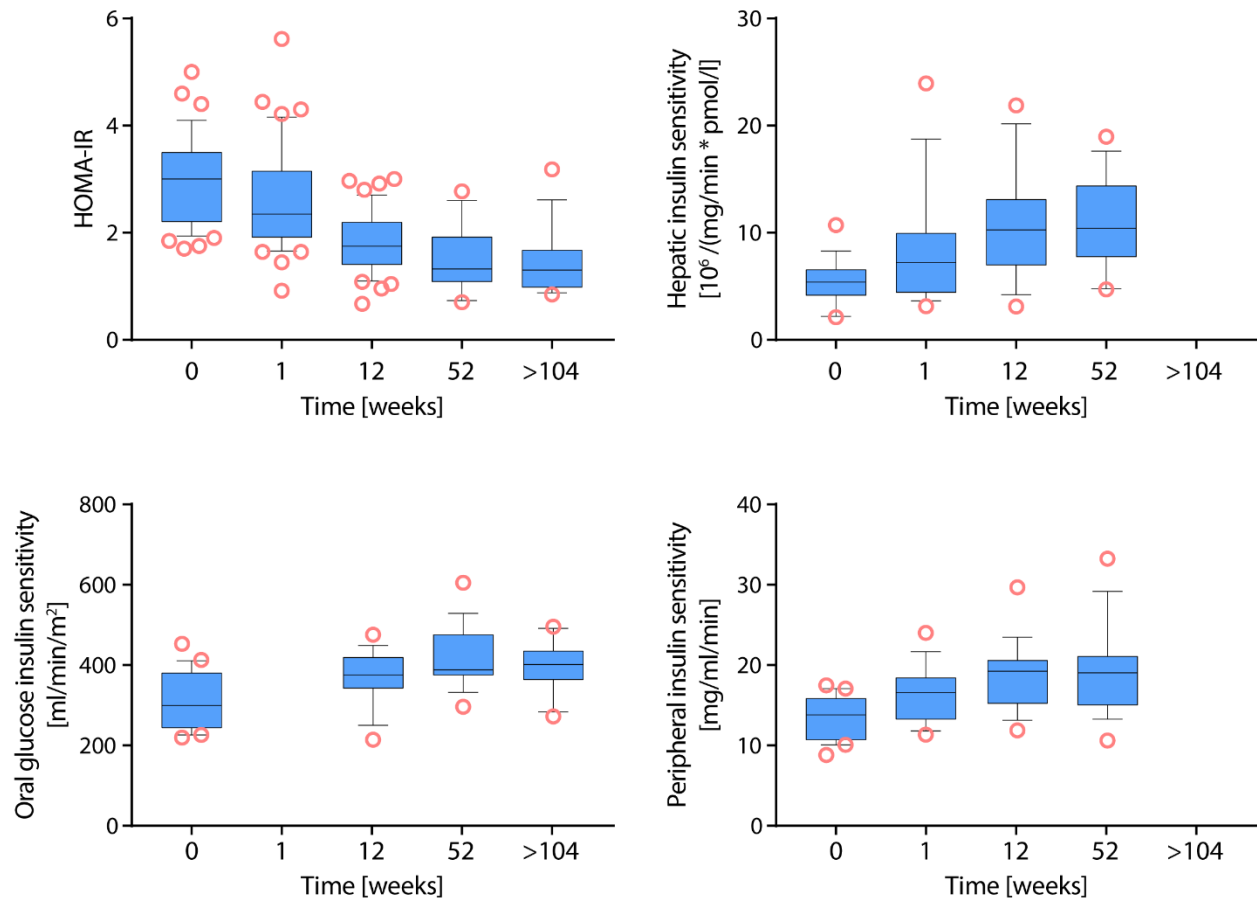 HOMA-IR
6
4
2
0
0 1 12 52 >104
Time [weeks]
Hepatic insulin sensitivity
[10⁶ /(mg/min * pmol/l]
30
20
10
0
0 1 12 52 >104
Time [weeks]
Oral glucose insulin sensitivity
[ml/min/m²]
800
600
400
200
0
0 1 12 52 >104
Time [weeks]
Peripheral insulin sensitivity
[mg/ml/min]
40
30
20
10
0
0 1 12 52 >104
Time [weeks]